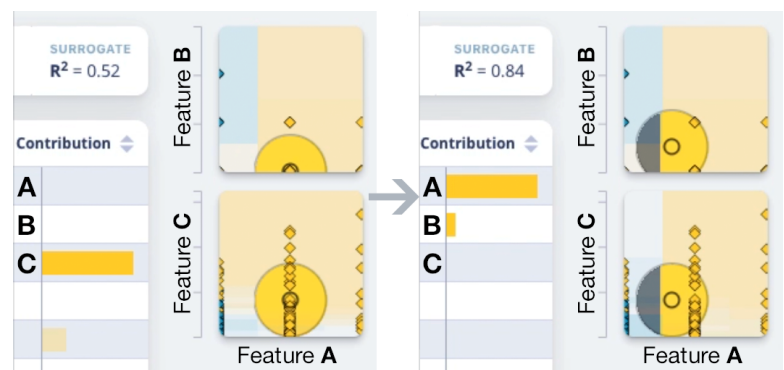 SURROGATE
R² = 0.52
Contribution
A
B
C
Feature B
Feature C
Feature A
SURROGATE
R² = 0.84
Contribution
A
B
C
Feature B
Feature C
Feature A